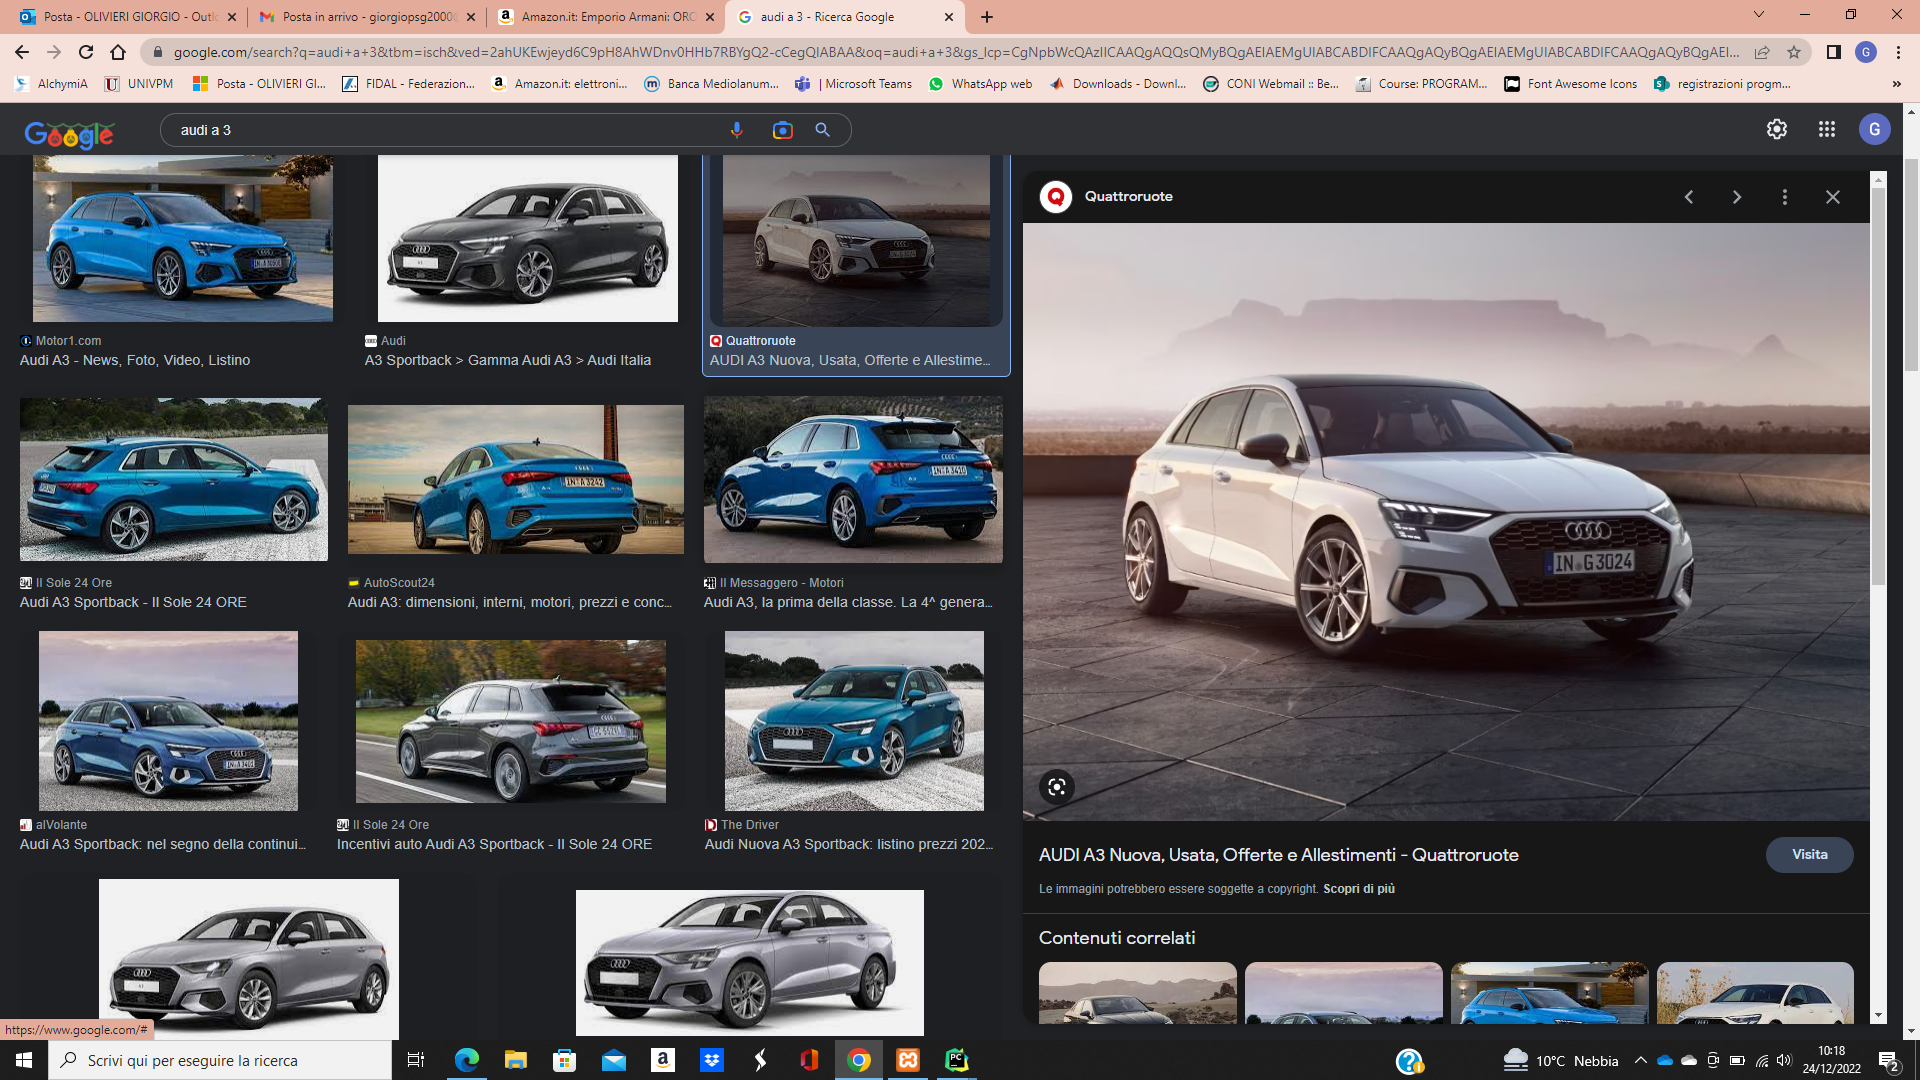 Posta - OLIVIERI GIORGIO - Outl
Posta in arrivo - giorgiopsg2000
Amazon.it: Emporio Armani: ORC
audi a 3 - Ricerca Google
google.com/search?q=audi+a+3&tbm=isch&ved=2ahUKEwjeyd6C9pH8AhWDnv0HHb7RBYgQ2-cCegQIABAA&oq=audi+a+3&gs_lcp=CgNpbWcQAzIICAAQgAQQsQMyBQgAEIAEMgUIABCABDIFCAAQgAQyBQgAEIAEMgUIABCABDIFCAAQgAQyBQgAEI...
G
AlchymiA
UNIVPM
Posta - OLIVIERI GI...
FIDAL - Federazion...
Amazon.it: elettroni...
Banca Mediolanum...
| Microsoft Teams
WhatsApp web
Downloads - Downl...
CONI Webmail :: Be...
Course: PROGRAM...
Font Awesome Icons
registrazioni progm...
»
Google
audi a 3
G
Motor1.com
Audi A3 - News, Foto, Video, Listino
Audi
A3 Sportback > Gamma Audi A3 > Audi Italia
Quattroruote
AUDI A3 Nuova, Usata, Offerte e Allestime...
Il Sole 24 Ore
Audi A3 Sportback - Il Sole 24 ORE
IN·A 3242
AutoScout24
Audi A3: dimensioni, interni, motori, prezzi e conc...
IN·A 3410
Il Messaggero - Motori
Audi A3, la prima della classe. La 4^ genera...
alVolante
Audi A3 Sportback: nel segno della continui...
Il Sole 24 Ore
Incentivi auto Audi A3 Sportback - Il Sole 24 ORE
The Driver
Audi Nuova A3 Sportback: listino prezzi 202...
Quattroruote
IN·G 3024
AUDI A3 Nuova, Usata, Offerte e Allestimenti - Quattroruote
Visita
Le immagini potrebbero essere soggette a copyright. Scopri di più
Contenuti correlati
https://www.google.com/#
Scrivi qui per eseguire la ricerca
10°C Nebbia
10:18
24/12/2022
2